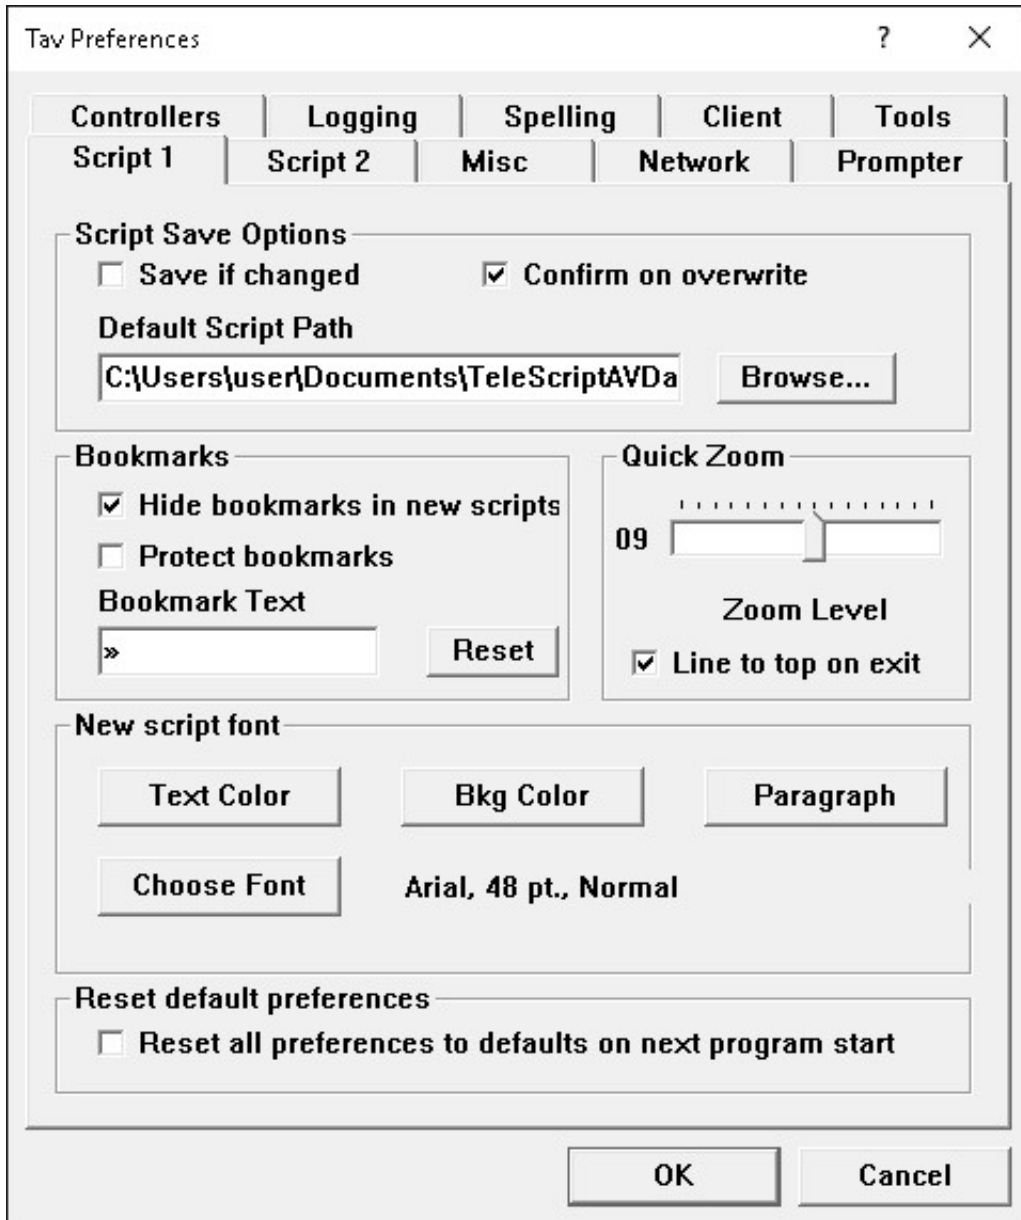 Tav Preferences ?
Controllers Logging Spelling Client Tools
Script 1 Script 2 Misc Network Prompter
Script Save Options
Save if changed Confirm on overwrite
Default Script Path
C:\Users\user\Documents\TeleScriptAVDa Browse...
Bookmarks
Hide bookmarks in new scripts
Protect bookmarks
Bookmark Text
» Reset
Quick Zoom
09
Zoom Level
Line to top on exit
New script font
Text Color Bkg Color Paragraph
Choose Font Arial, 48 pt., Normal
Reset default preferences
Reset all preferences to defaults on next program start
OK Cancel